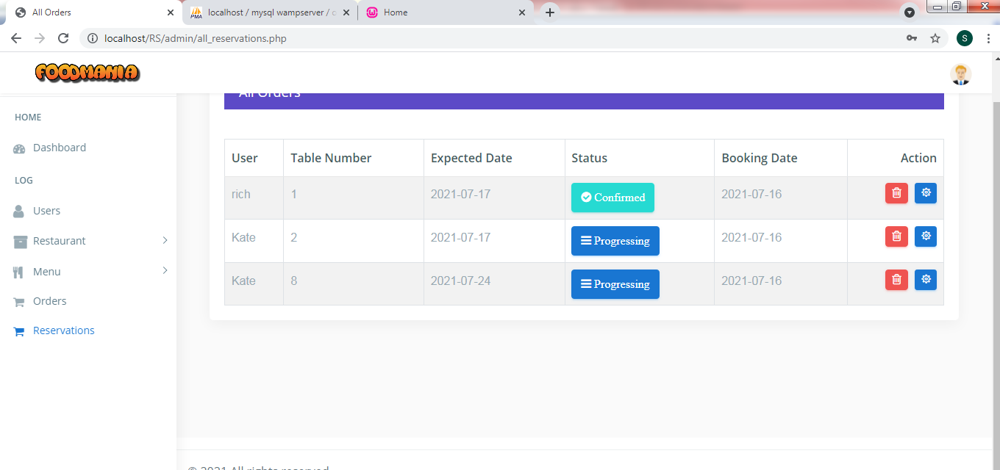 All Orders
localhost / mysql wampserver /
Home
localhost/RS/admin/all_reservations.php
S
FOODMANIA
All Orders
HOME
Dashboard
LOG
Users
Restaurant
Menu
Orders
Reservations
User Table Number Expected Date Status Booking Date Action
rich 1 2021-07-17 Confirmed 2021-07-16
Kate 2 2021-07-17 Progressing 2021-07-16
Kate 8 2021-07-24 Progressing 2021-07-16
© 2021 All rights reserved